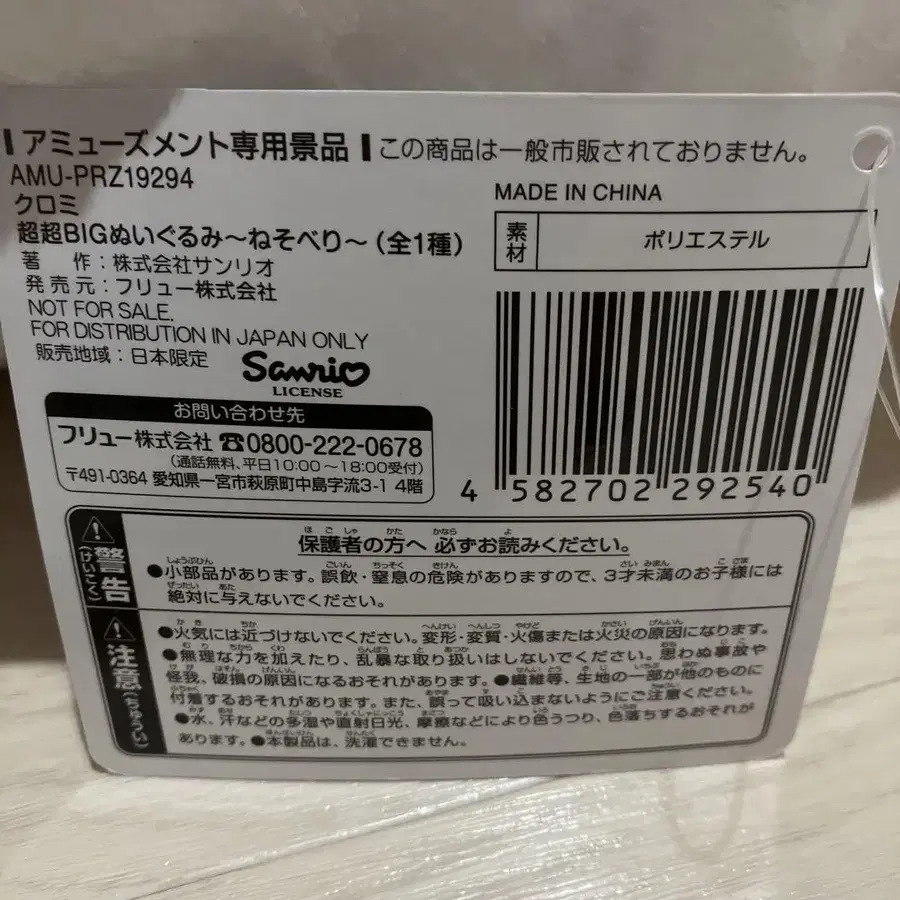 アミューズメント専用景品 この商品は一般市販されておりません。
AMU-PRZ19294
クロミ
超超BIGぬいぐるみ～ねそべり～（全1種）
著 作：株式会社サンリオ
発売元：フリュー株式会社
NOT FOR SALE.
FOR DISTRIBUTION IN JAPAN ONLY
販売地域：日本限定
Sanrio
LICENSE
MADE IN CHINA
素材 ポリエステル
4 582702 292540
お問い合わせ先
フリュー株式会社 ☎0800-222-0678
（通話無料、平日10:00～18:00受付）
〒491-0364 愛知県一宮市萩原町中島字流3-1 4階
警告（けいこく）
保護者の方へ 必ずお読みください。
●小部品があります。誤飲・窒息の危険がありますので、3才未満のお子様には
絶対に与えないでください。
注意（ちゅうい）
●火気には近づけないでください。変形・変質・火傷または火災の原因になります。
●無理な力を加えたり、乱暴な取り扱いはしないでください。思わぬ事故や
怪我、破損の原因になるおそれがあります。●繊維等、生地の一部が他のものに
付着するおそれがあります。また、誤って吸い込まないようにご注意ください。
●水、汗などの多湿や直射日光、摩擦などにより色うつり、色落ちするおそれが
あります。●本製品は、洗濯できません。